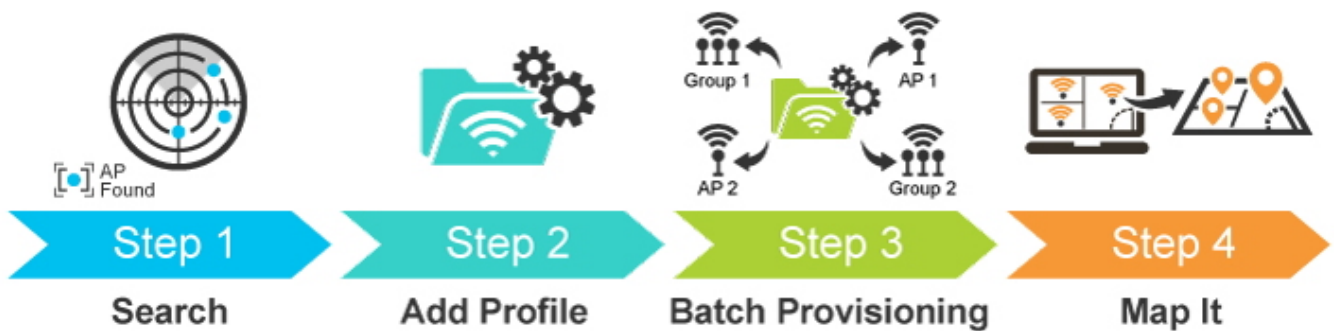 AP
Found
Group 1
AP 1
AP 2
Group 2
Step 1
Step 2
Step 3
Step 4
Search
Add Profile
Batch Provisioning
Map It